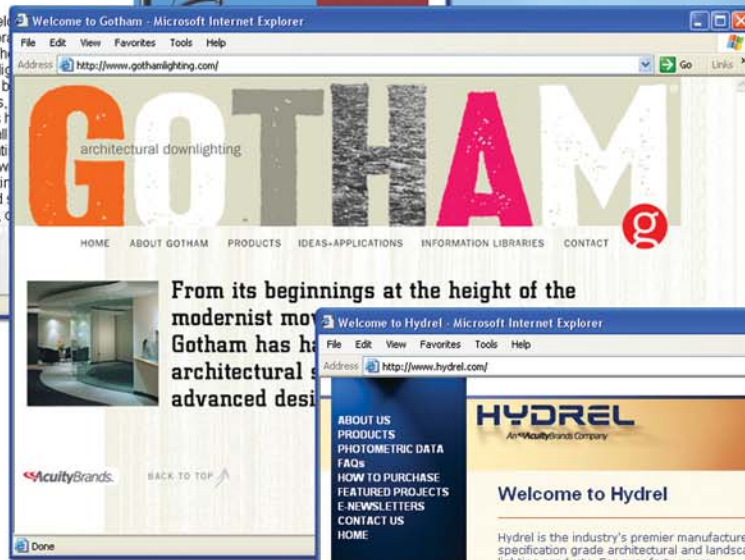 Welcome to Gotham - Microsoft Internet Explorer
File Edit View Favorites Tools Help
Address http://www.gothamlighting.com/ Go Links »
GOTHAM
architectural downlighting
g
HOME ABOUT GOTHAM PRODUCTS IDEAS+APPLICATIONS INFORMATION LIBRARIES CONTACT
From its beginnings at the height of the
modernist mov
Gotham has ha
architectural s
advanced desi
AcuityBrands. BACK TO TOP
Done
Welcome to Hydrel - Microsoft Internet Explorer
File Edit View Favorites Tools Help
Address http://www.hydrel.com/
ABOUT US
PRODUCTS
PHOTOMETRIC DATA
FAQs
HOW TO PURCHASE
FEATURED PROJECTS
E-NEWSLETTERS
CONTACT US
HOME
HYDREL
An AcuityBrands Company
Welcome to Hydrel
Hydrel is the industry's premier manufacture
specification grade architectural and landsc